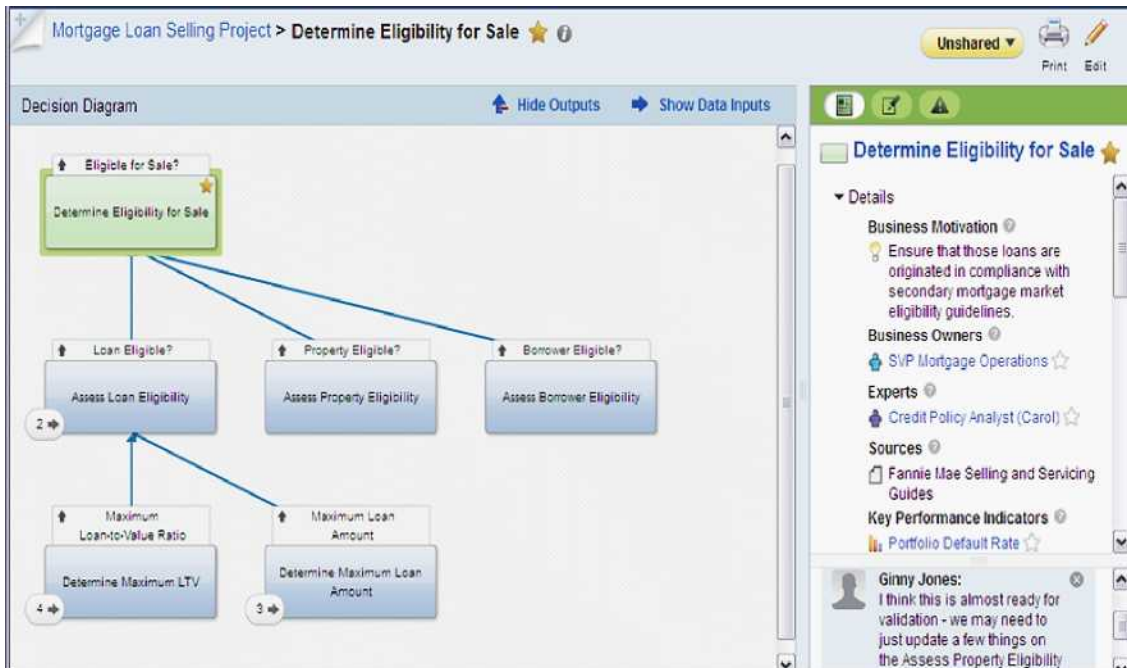 Mortgage Loan Selling Project > Determine Eligibility for Sale
Unsharedﾠ▼
Print Edit
Decision Diagram
Hide Outputs
Show Data Inputs
Eligible for Sale?
Determine Eligibility for Sale
Loan Eligible?
Assess Loan Eligibility
2
Property Eligible?
Assess Property Eligibility
Borrower Eligible?
Assess Borrower Eligibility
Maximum
Loan-to-Value Ratio
Determine Maximum LTV
4
Maximum Loan
Amount
Determine Maximum Loan
Amount
3
Determine Eligibility for Sale
Details
Business Motivation
Ensure that those loans are
originated in compliance with
secondary mortgage market
eligibility guidelines.
Business Owners
SVP Mortgage Operations
Experts
Credit Policy Analyst (Carol)
Sources
Fannie Mae Selling and Servicing
Guides
Key Performance Indicators
Portfolio Default Rate
Ginny Jones:
I think this is almost ready for
validation - we may need to
just update a few things on
the Assess Property Eligibility